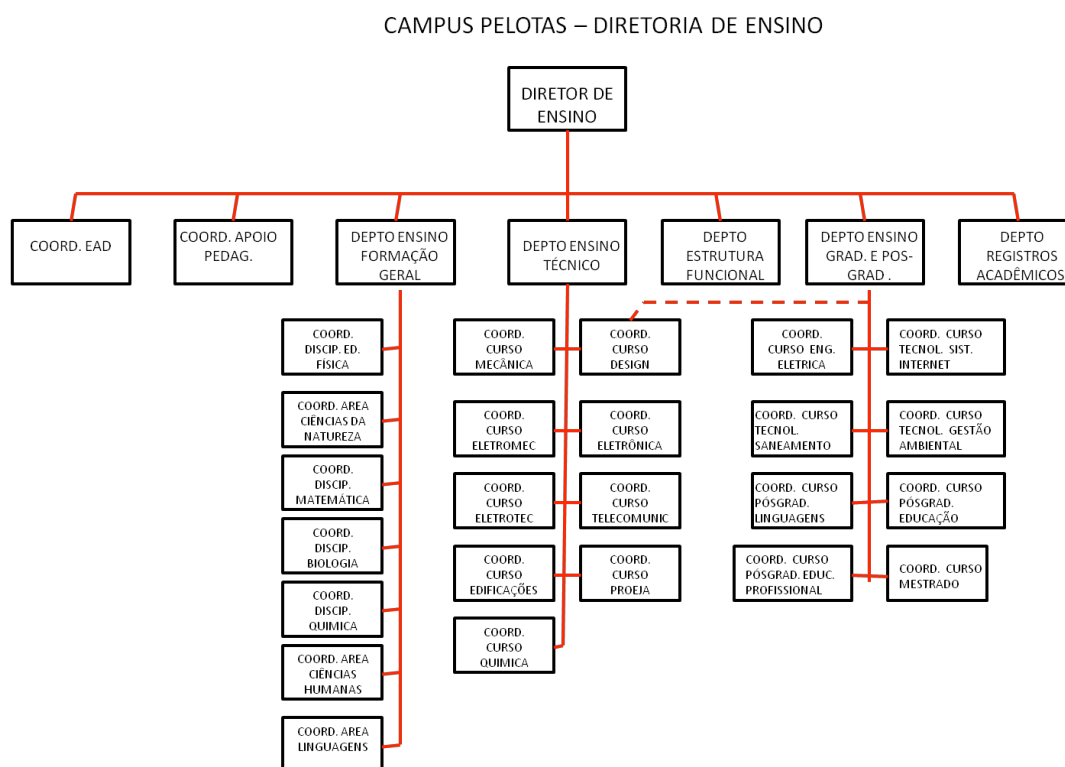 CAMPUS PELOTAS – DIRETORIA DE ENSINO
DIRETOR DE
ENSINO
COORD. EAD
COORD. APOIO
PEDAG.
DEPTO ENSINO
FORMAÇÃO
GERAL
DEPTO ENSINO
TÉCNICO
DEPTO
ESTRUTURA
FUNCIONAL
DEPTO ENSINO
GRAD. E POS-
GRAD .
DEPTO
REGISTROS
ACADÊMICOS
COORD.
DISCIP. ED.
FÍSICA
COORD. AREA
CIÊNCIAS DA
NATUREZA
COORD.
DISCIP.
MATEMÁTICA
COORD.
DISCIP.
BIOLOGIA
COORD.
DISCIP.
QUIMICA
COORD. AREA
CIÊNCIAS
HUMANAS
COORD. AREA
LINGUAGENS
COORD.
CURSO
MECÂNICA
COORD.
CURSO
DESIGN
COORD.
CURSO
ELETROMEC
COORD.
CURSO
ELETRÔNICA
COORD.
CURSO
ELETROTEC
COORD.
CURSO
TELECOMUNIC
COORD.
CURSO
EDIFICAÇÕES
COORD.
CURSO
PROEJA
COORD.
CURSO
QUIMICA
COORD.
CURSO ENG.
ELETRICA
COORD. CURSO
TECNOL. SIST.
INTERNET
COORD. CURSO
TECNOL.
SANEAMENTO
COORD. CURSO
TECNOL. GESTÃO
AMBIENTAL
COORD. CURSO
PÓSGRAD.
LINGUAGENS
COORD. CURSO
PÓSGRAD.
EDUCAÇÃO
COORD. CURSO
PÓSGRAD. EDUC.
PROFISSIONAL
COORD. CURSO
MESTRADO